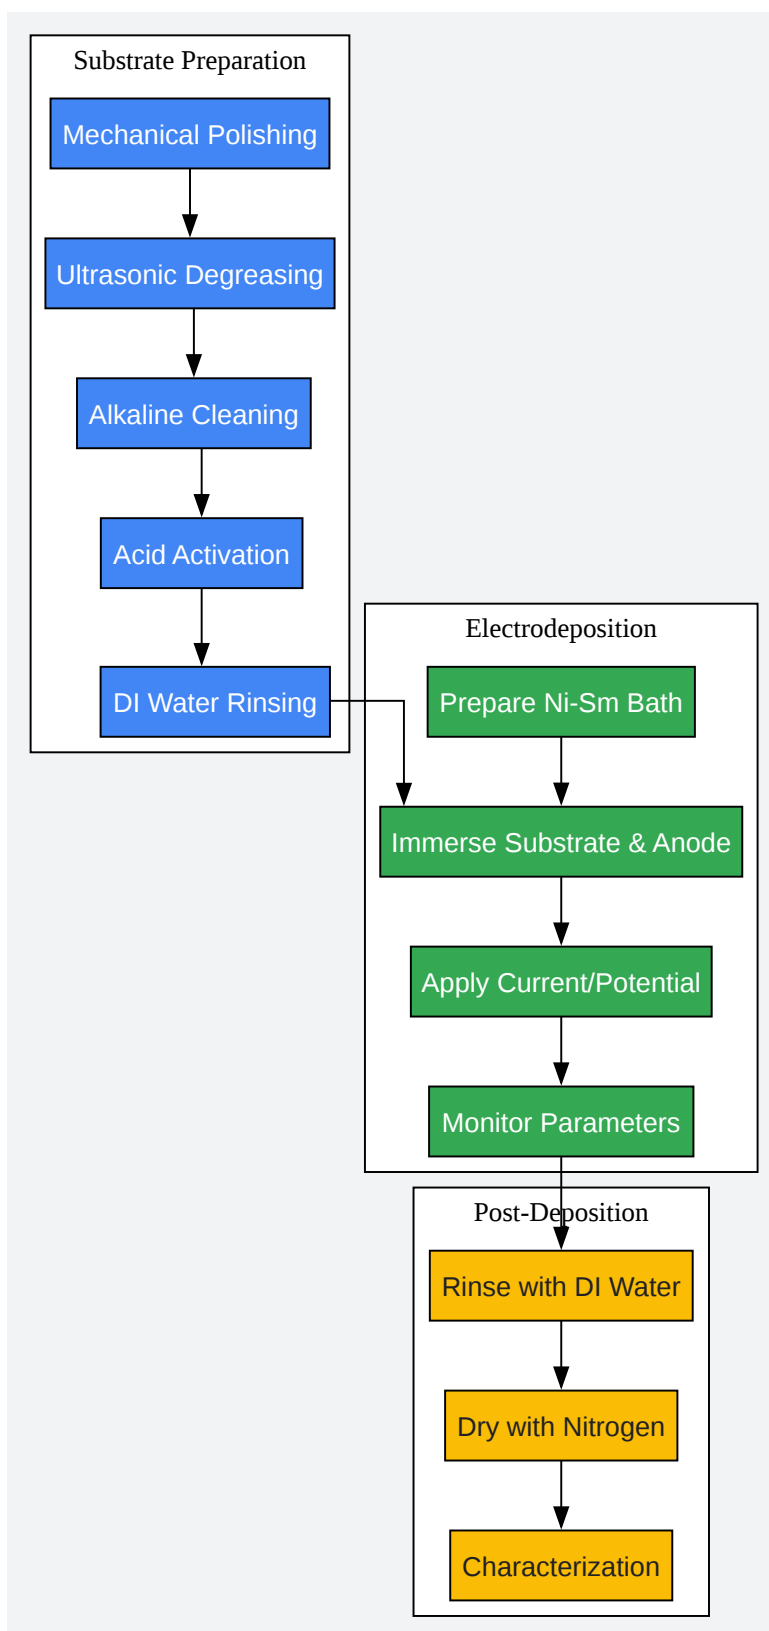 Substrate Preparation
Mechanical Polishing
Ultrasonic Degreasing
Alkaline Cleaning
Acid Activation
DI Water Rinsing
Electrodeposition
Prepare Ni-Sm Bath
Immerse Substrate & Anode
Apply Current/Potential
Monitor Parameters
Post-Deposition
Rinse with DI Water
Dry with Nitrogen
Characterization